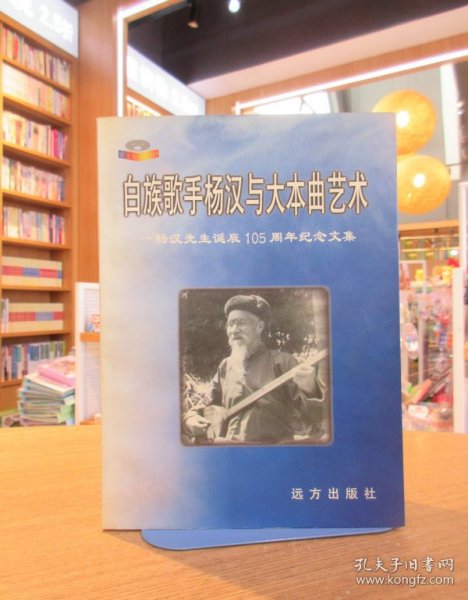 白族歌手杨汉与大本曲艺术
——杨汉先生诞辰105周年纪念文集
远方出版社
孔夫子旧书网
www.kongfz.com